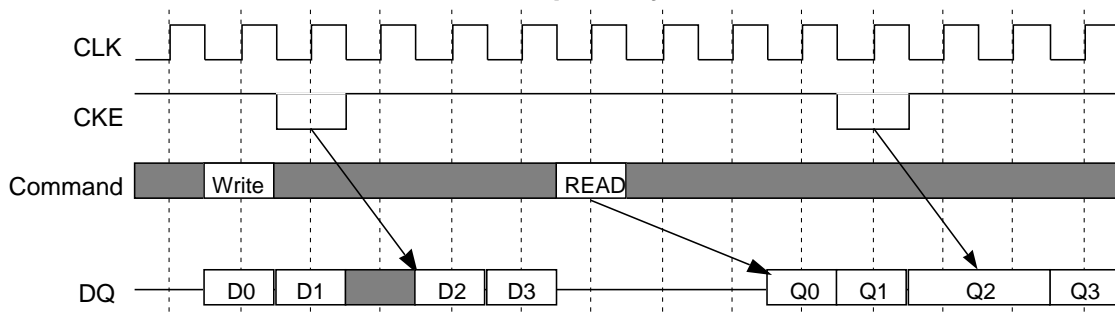 CLK
CKE
Command Write READ
DQ D0 D1 D2 D3 Q0 Q1 Q2 Q3